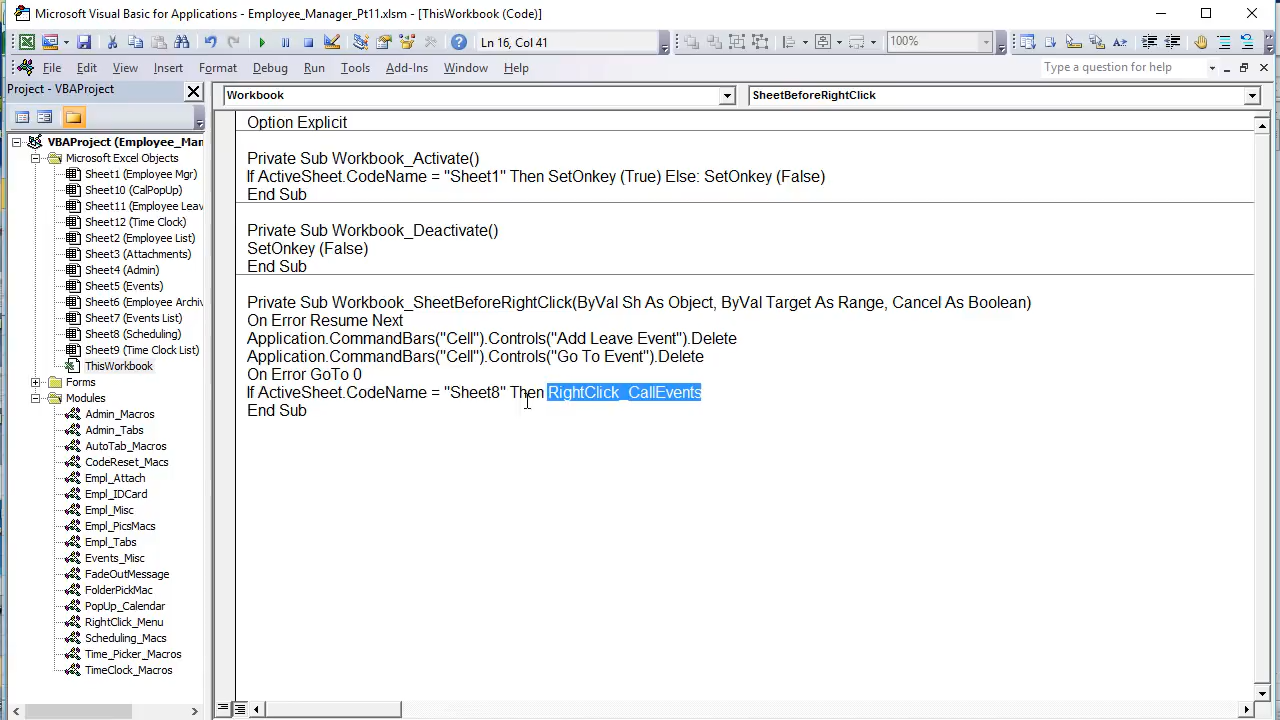 Microsoft Visual Basic for Applications - Employee_Manager_Pt11.xlsm - [ThisWorkbook (Code)]
Ln 16, Col 41
100%
File Edit View Insert Format Debug Run Tools Add-Ins Window Help
Type a question for help
Project - VBAProject
Workbook
SheetBeforeRightClick
VBAProject (Employee_Man
Microsoft Excel Objects
Sheet1 (Employee Mgr)
Sheet10 (CalPopUp)
Sheet11 (Employee Leav
Sheet12 (Time Clock)
Sheet2 (Employee List)
Sheet3 (Attachments)
Sheet4 (Admin)
Sheet5 (Events)
Sheet6 (Employee Archiv
Sheet7 (Events List)
Sheet8 (Scheduling)
Sheet9 (Time Clock List)
ThisWorkbook
Forms
Modules
Admin_Macros
Admin_Tabs
AutoTab_Macros
CodeReset_Macs
Empl_Attach
Empl_IDCard
Empl_Misc
Empl_PicsMacs
Empl_Tabs
Events_Misc
FadeOutMessage
FolderPickMac
PopUp_Calendar
RightClick_Menu
Scheduling_Macs
Time_Picker_Macros
TimeClock_Macros
Option Explicit
Private Sub Workbook_Activate()
If ActiveSheet.CodeName = "Sheet1" Then SetOnkey (True) Else: SetOnkey (False)
End Sub
Private Sub Workbook_Deactivate()
SetOnkey (False)
End Sub
Private Sub Workbook_SheetBeforeRightClick(ByVal Sh As Object, ByVal Target As Range, Cancel As Boolean)
On Error Resume Next
Application.CommandBars("Cell").Controls("Add Leave Event").Delete
Application.CommandBars("Cell").Controls("Go To Event").Delete
On Error GoTo 0
If ActiveSheet.CodeName = "Sheet8" Then RightClick_CallEvents
End Sub